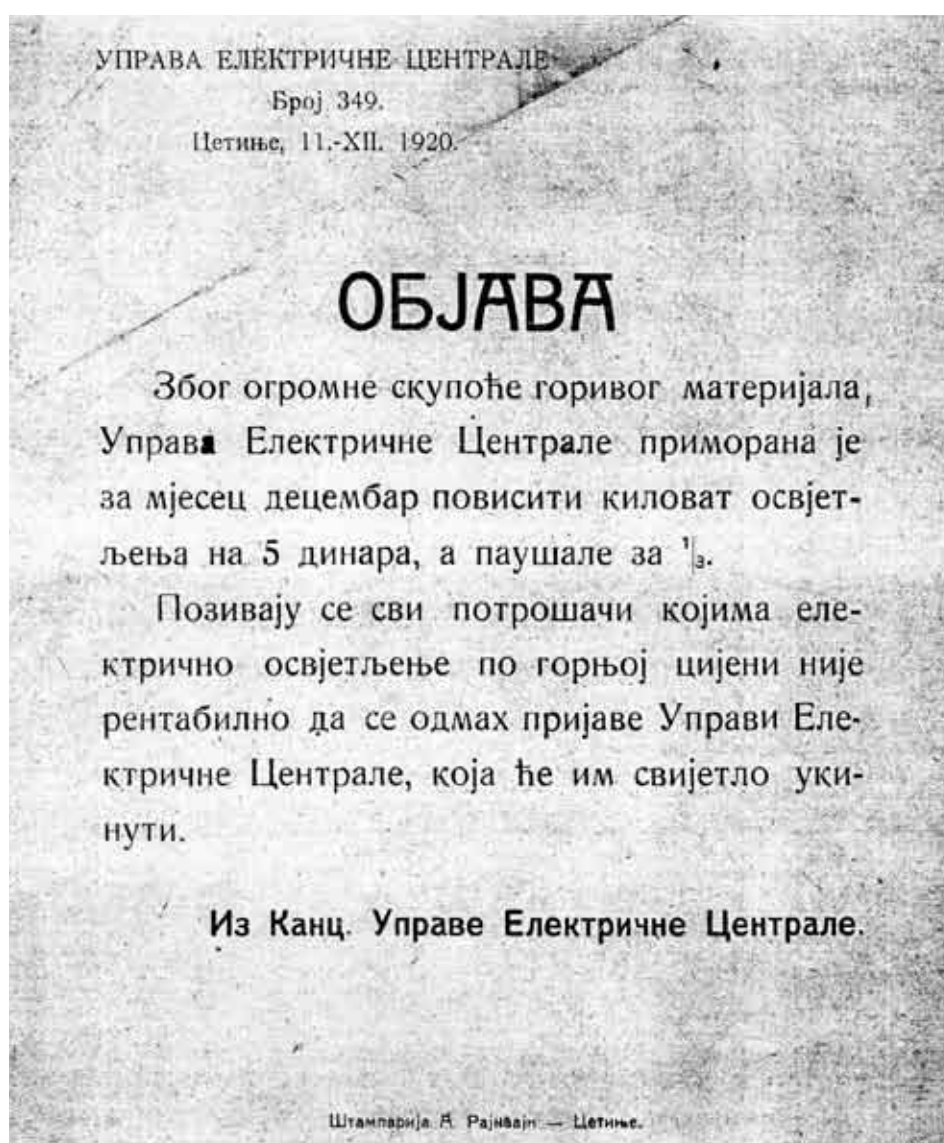 УПРАВА ЕЛЕКТРИЧНЕ ЦЕНТРАЛЕ
Број 349.
Цетиње, 11.-XII. 1920.
ОБЈАВА
Због огромне скупоће горивог материјала,
Управа Електричне Централе приморана је
за мјесец децембар повисити киловат освјет-
љења на 5 динара, а паушале за 1/3.
Позивају се сви потрошачи којима еле-
ктрично освјетљење по горњој цијени није
рентабилно да се одмах пријаве Управи Еле-
ктричне Централе, која ће им свијетло уки-
нути.
Из Канц. Управе Електричне Централе.
Штампарија А. Рајнвајн — Цетиње.